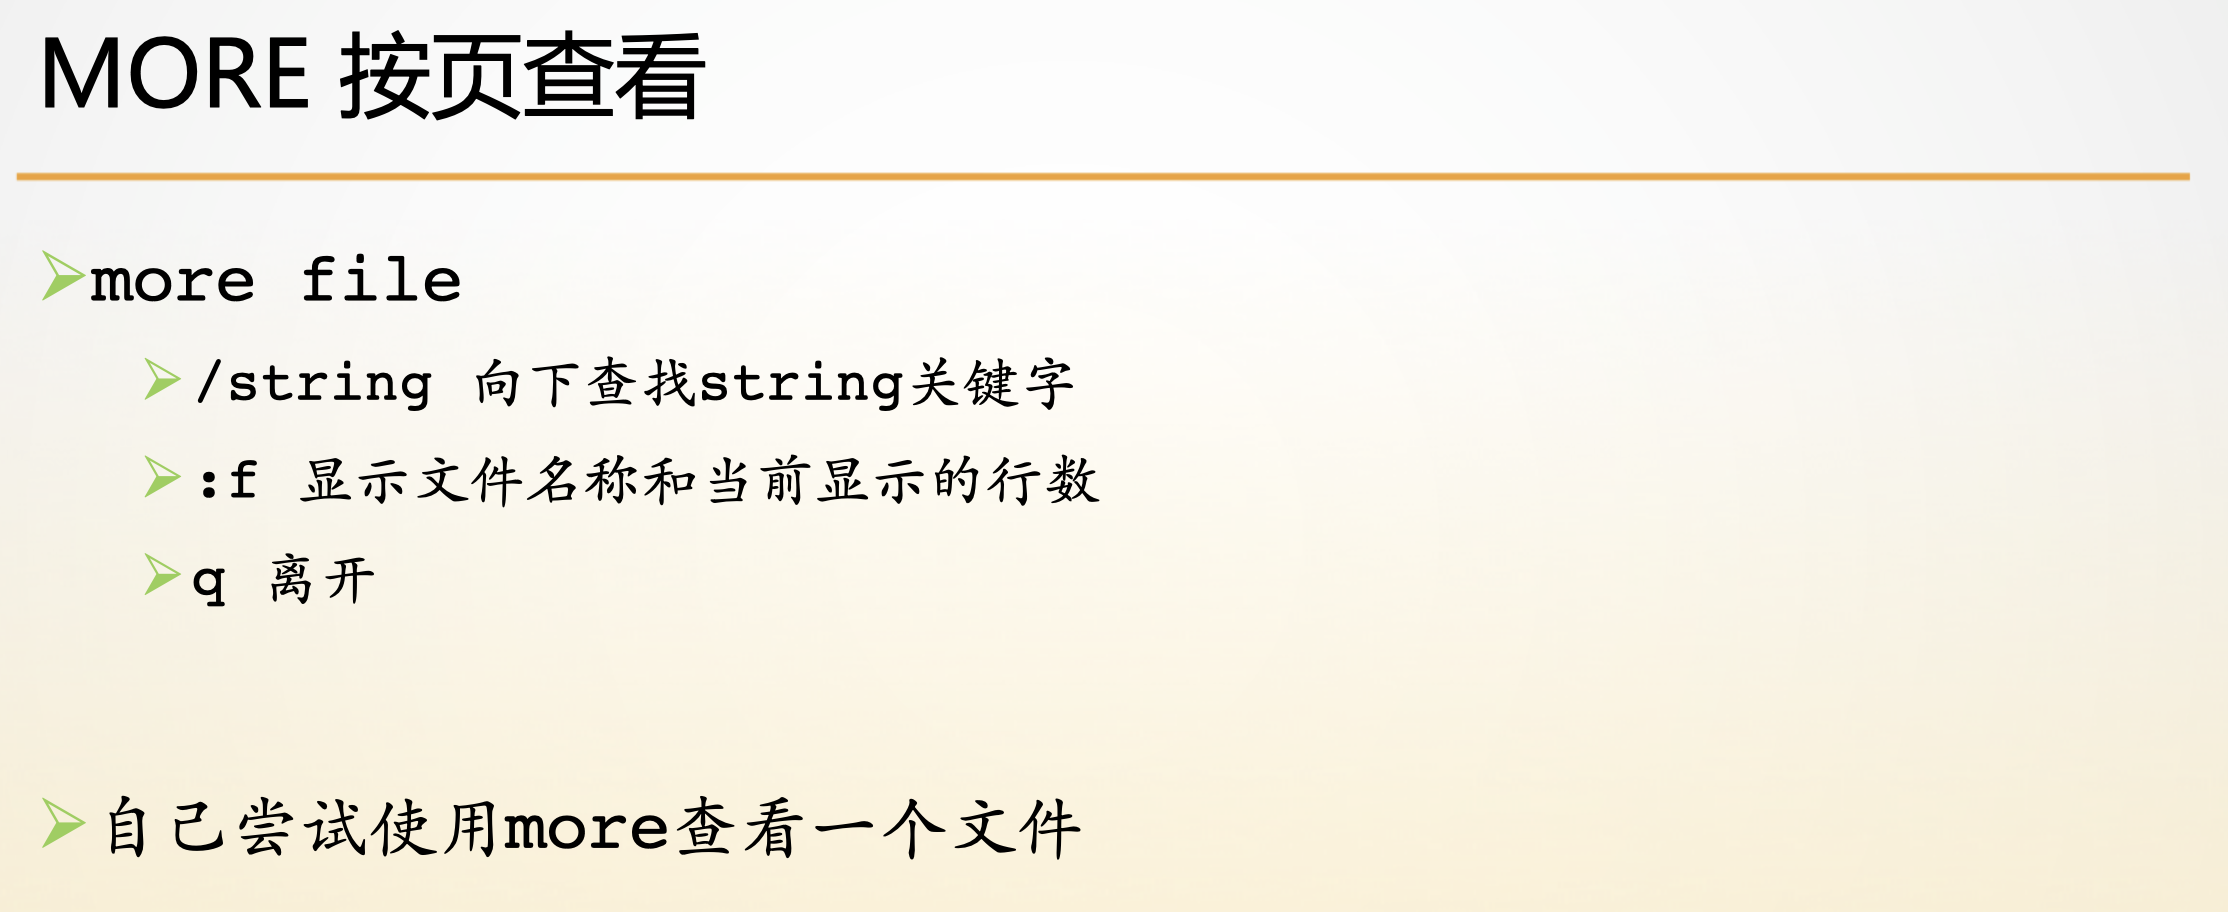 MORE 按页查看
more file
/string 向下查找string关键字
:f 显示文件名称和当前显示的行数
q 离开
自己尝试使用more查看一个文件